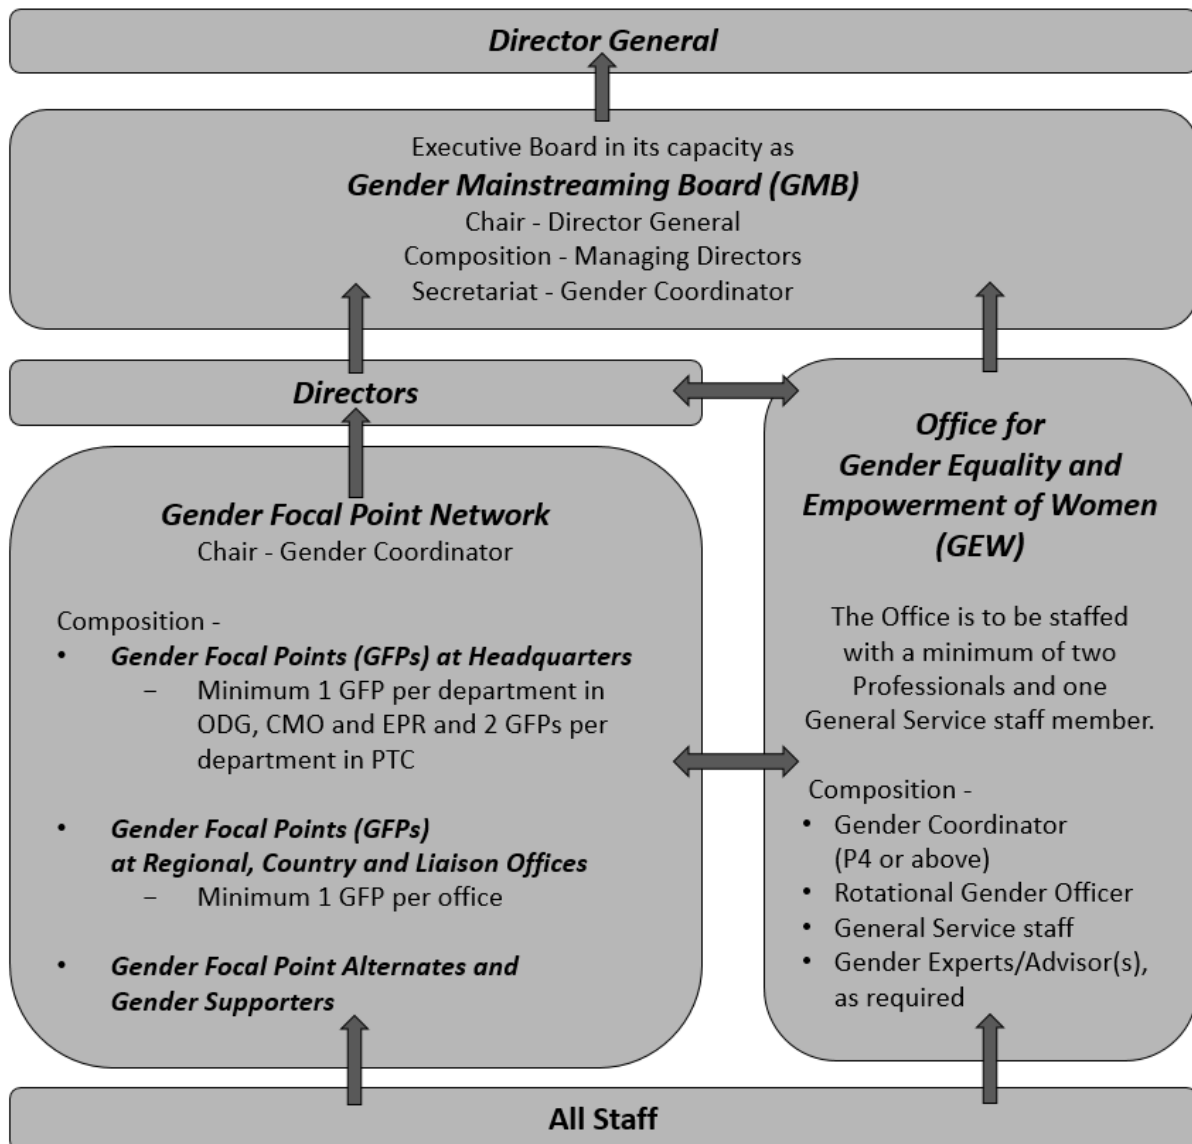 Director General
Executive Board in its capacity as
Gender Mainstreaming Board (GMB)
Chair - Director General
Composition - Managing Directors
Secretariat - Gender Coordinator
Directors
Gender Focal Point Network
Chair - Gender Coordinator
Composition -
• Gender Focal Points (GFPs) at Headquarters
– Minimum 1 GFP per department in
ODG, CMO and EPR and 2 GFPs per
department in PTC
• Gender Focal Points (GFPs)
at Regional, Country and Liaison Offices
– Minimum 1 GFP per office
• Gender Focal Point Alternates and
Gender Supporters
Office for
Gender Equality and
Empowerment of Women
(GEW)
The Office is to be staffed
with a minimum of two
Professionals and one
General Service staff member.
Composition -
• Gender Coordinator
(P4 or above)
• Rotational Gender Officer
• General Service staff
• Gender Experts/Advisor(s),
as required
All Staff